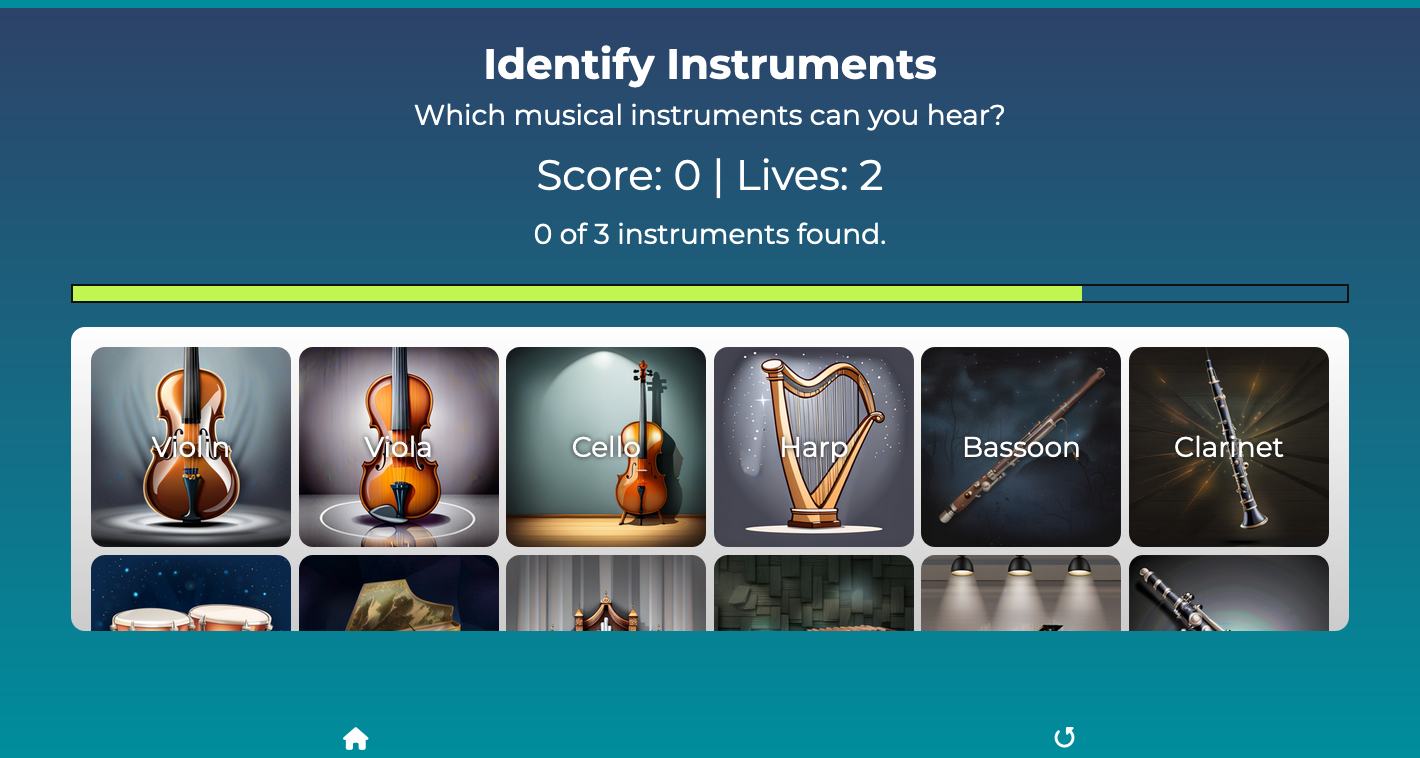 Identify Instruments
Which musical instruments can you hear?
Score: 0 | Lives: 2
0 of 3 instruments found.
Violin
Viola
Cello
Harp
Bassoon
Clarinet